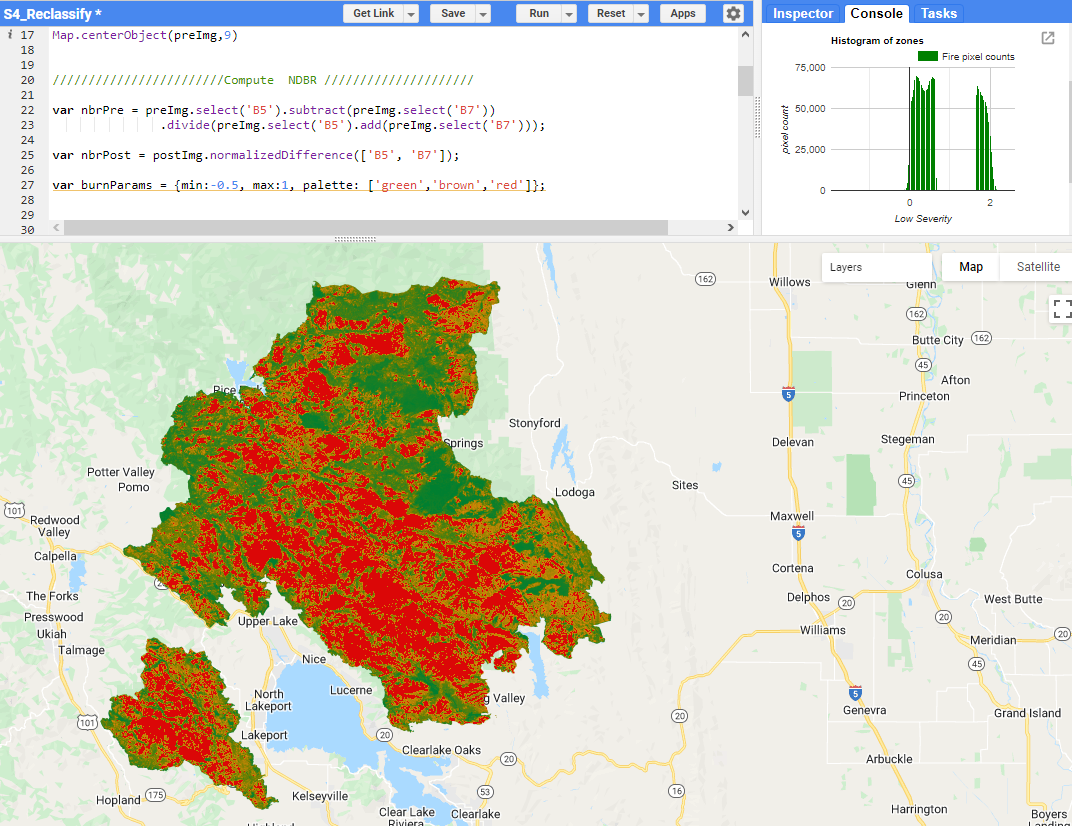 S4_Reclassify *
Get Link
Save
Run
Reset
Apps
Inspector
Console
Tasks
i 17 Map.centerObject(preImg,9)
18
19
20 ////////////////////////Compute  NDBR /////////////////////
21
22 var nbrPre = preImg.select('B5').subtract(preImg.select('B7'))
23 .divide(preImg.select('B5').add(preImg.select('B7')));
24
25 var nbrPost = postImg.normalizedDifference(['B5', 'B7']);
26
27 var burnParams = {min:-0.5, max:1, palette: ['green','brown','red']};
28
29
30
Histogram of zones
Fire pixel counts
75,000
50,000
25,000
0
pixel count
0
2
Low Severity
Layers
Map
Satellite
162
Willows
Glenn
162
Butte City
162
45
Afton
Princeton
5
Rice
Stonyford
Springs
Delevan
Stegeman
Potter Valley
Pomo
Lodoga
Sites
45
101
Redwood
Valley
Maxwell
5
Calpella
Cortena
Colusa
The Forks
Delphos
20
West Butte
Presswood
Ukiah
Upper Lake
Williams
20
20
Talmage
Meridian
45
Nice
Lucerne
g Valley
North
Lakeport
5
Genevra
101
20
Grand Island
Lakeport
20
Clearlake Oaks
20
Arbuckle
Hopland
175
Kelseyville
53
16
Clear Lake
Riviera
Clearlake
Harrington
Boyers